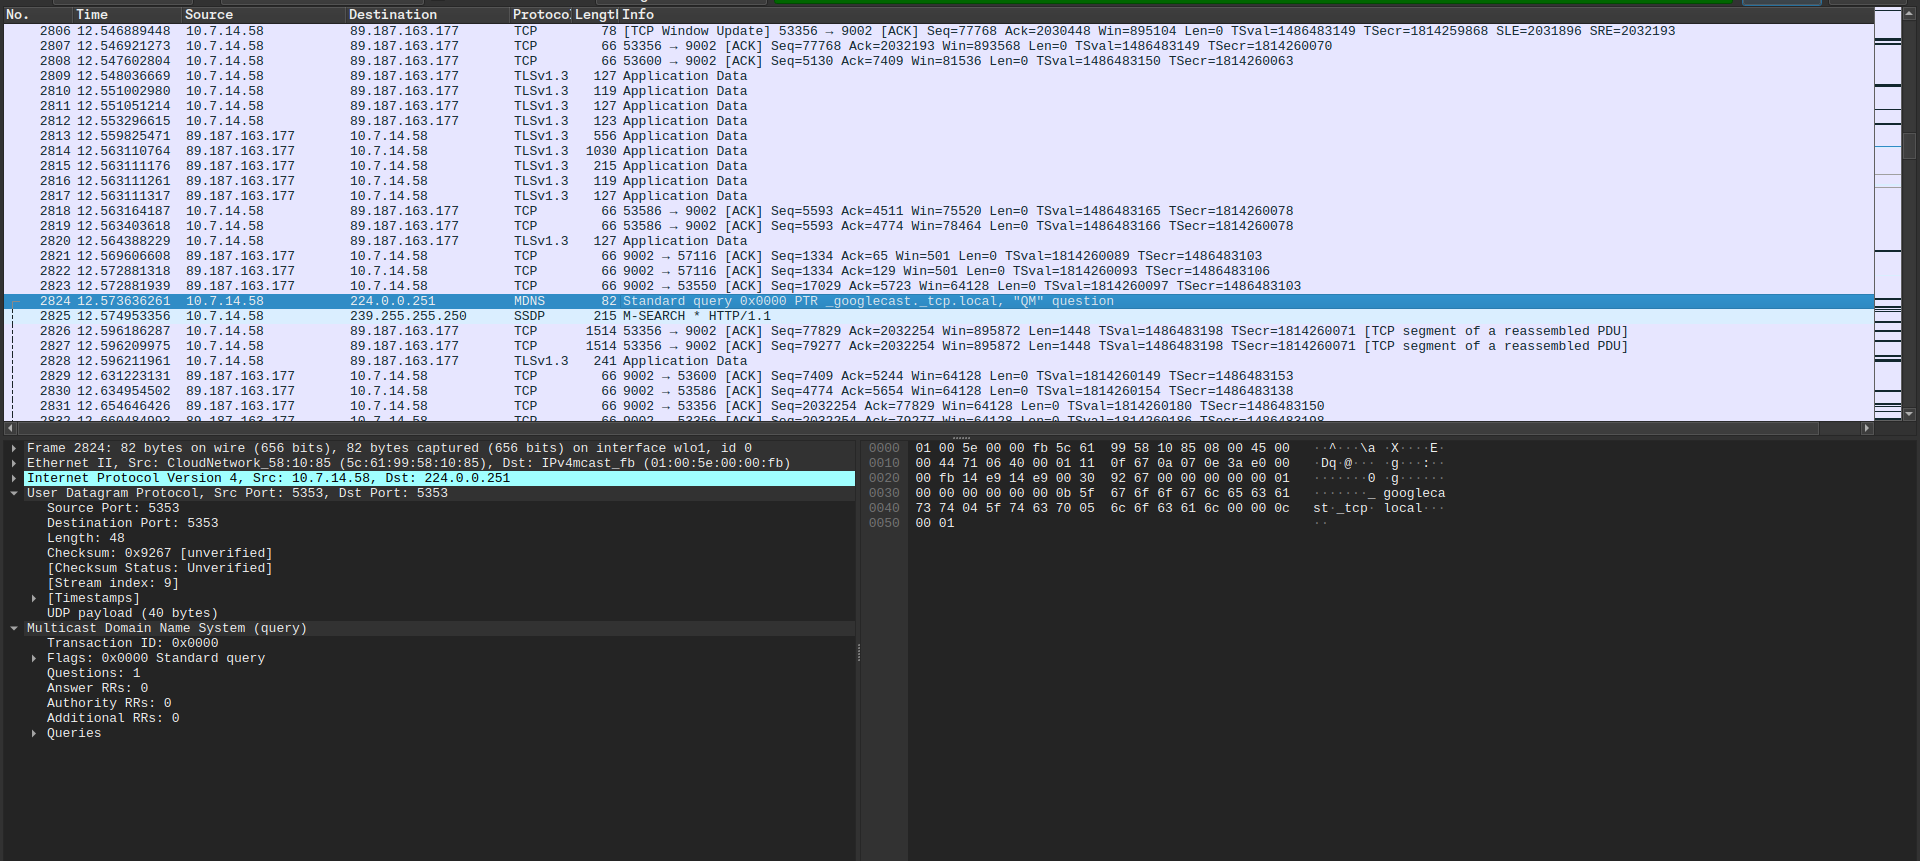 No. Time Source Destination Protoco Lengtl Info
2806 12.546889448 10.7.14.58 89.187.163.177 TCP 78 [TCP Window Update] 53356 → 9002 [ACK] Seq=77768 Ack=2030448 Win=895104 Len=0 TSval=1486483149 TSecr=1814259868 SLE=2031896 SRE=2032193
2807 12.546921273 10.7.14.58 89.187.163.177 TCP 66 53356 → 9002 [ACK] Seq=77768 Ack=2032193 Win=893568 Len=0 TSval=1486483149 TSecr=1814260070
2808 12.547602804 10.7.14.58 89.187.163.177 TCP 66 53600 → 9002 [ACK] Seq=5130 Ack=7409 Win=81536 Len=0 TSval=1486483150 TSecr=1814260063
2809 12.548036669 10.7.14.58 89.187.163.177 TLSv1.3 127 Application Data
2810 12.551002980 10.7.14.58 89.187.163.177 TLSv1.3 119 Application Data
2811 12.551051214 10.7.14.58 89.187.163.177 TLSv1.3 127 Application Data
2812 12.553296615 10.7.14.58 89.187.163.177 TLSv1.3 123 Application Data
2813 12.559825471 89.187.163.177 10.7.14.58 TLSv1.3 556 Application Data
2814 12.563110764 89.187.163.177 10.7.14.58 TLSv1.3 1030 Application Data
2815 12.563111176 89.187.163.177 10.7.14.58 TLSv1.3 215 Application Data
2816 12.563111261 89.187.163.177 10.7.14.58 TLSv1.3 119 Application Data
2817 12.563111317 89.187.163.177 10.7.14.58 TLSv1.3 127 Application Data
2818 12.563164187 10.7.14.58 89.187.163.177 TCP 66 53586 → 9002 [ACK] Seq=5593 Ack=4511 Win=75520 Len=0 TSval=1486483165 TSecr=1814260078
2819 12.563403618 10.7.14.58 89.187.163.177 TCP 66 53586 → 9002 [ACK] Seq=5593 Ack=4774 Win=78464 Len=0 TSval=1486483166 TSecr=1814260078
2820 12.564388229 10.7.14.58 89.187.163.177 TLSv1.3 127 Application Data
2821 12.569606608 89.187.163.177 10.7.14.58 TCP 66 9002 → 57116 [ACK] Seq=1334 Ack=65 Win=501 Len=0 TSval=1814260089 TSecr=1486483103
2822 12.572881318 89.187.163.177 10.7.14.58 TCP 66 9002 → 57116 [ACK] Seq=1334 Ack=129 Win=501 Len=0 TSval=1814260093 TSecr=1486483106
2823 12.572881939 89.187.163.177 10.7.14.58 TCP 66 9002 → 53550 [ACK] Seq=17029 Ack=5723 Win=64128 Len=0 TSval=1814260097 TSecr=1486483103
2824 12.573636261 10.7.14.58 224.0.0.251 MDNS 82 Standard query 0x0000 PTR _googlecast._tcp.local, "QM" question
2825 12.574953356 10.7.14.58 239.255.255.250 SSDP 215 M-SEARCH * HTTP/1.1
2826 12.596186287 10.7.14.58 89.187.163.177 TCP 1514 53356 → 9002 [ACK] Seq=77829 Ack=2032254 Win=895872 Len=1448 TSval=1486483198 TSecr=1814260071 [TCP segment of a reassembled PDU]
2827 12.596209975 10.7.14.58 89.187.163.177 TCP 1514 53356 → 9002 [ACK] Seq=79277 Ack=2032254 Win=895872 Len=1448 TSval=1486483198 TSecr=1814260071 [TCP segment of a reassembled PDU]
2828 12.596211961 10.7.14.58 89.187.163.177 TLSv1.3 241 Application Data
2829 12.631223131 89.187.163.177 10.7.14.58 TCP 66 9002 → 53600 [ACK] Seq=7409 Ack=5244 Win=64128 Len=0 TSval=1814260149 TSecr=1486483153
2830 12.634954502 89.187.163.177 10.7.14.58 TCP 66 9002 → 53586 [ACK] Seq=4774 Ack=5654 Win=64128 Len=0 TSval=1814260154 TSecr=1486483138
2831 12.654646426 89.187.163.177 10.7.14.58 TCP 66 9002 → 53356 [ACK] Seq=2032254 Ack=77829 Win=64128 Len=0 TSval=1814260180 TSecr=1486483150
2832 12.660484993 89.187.163.177 10.7.14.58 TCP 66 9002 → 53356 [ACK] Seq=2032254 Ack=79277 Win=64128 Len=0 TSval=1814260186 TSecr=1486483198
Frame 2824: 82 bytes on wire (656 bits), 82 bytes captured (656 bits) on interface wlo1, id 0
Ethernet II, Src: CloudNetwork_58:10:85 (5c:61:99:58:10:85), Dst: IPv4mcast_fb (01:00:5e:00:00:fb)
Internet Protocol Version 4, Src: 10.7.14.58, Dst: 224.0.0.251
User Datagram Protocol, Src Port: 5353, Dst Port: 5353
Source Port: 5353
Destination Port: 5353
Length: 48
Checksum: 0x9267 [unverified]
[Checksum Status: Unverified]
[Stream index: 9]
[Timestamps]
UDP payload (40 bytes)
Multicast Domain Name System (query)
Transaction ID: 0x0000
Flags: 0x0000 Standard query
Questions: 1
Answer RRs: 0
Authority RRs: 0
Additional RRs: 0
Queries
0000 01 00 5e 00 00 fb 5c 61 99 58 10 85 08 00 45 00 ··^···\a ·X····E·
0010 00 44 71 06 40 00 01 11 0f 67 0a 07 0e 3a e0 00 ·Dq·@··· ·g···:··
0020 00 fb 14 e9 14 e9 00 30 92 67 00 00 00 00 00 01 ·······0 ·g······
0030 00 00 00 00 00 00 0b 5f 67 6f 6f 67 6c 65 63 61 ·······_ googleca
0040 73 74 04 5f 74 63 70 05 6c 6f 63 61 6c 00 00 0c st·_tcp· local···
0050 00 01 ··